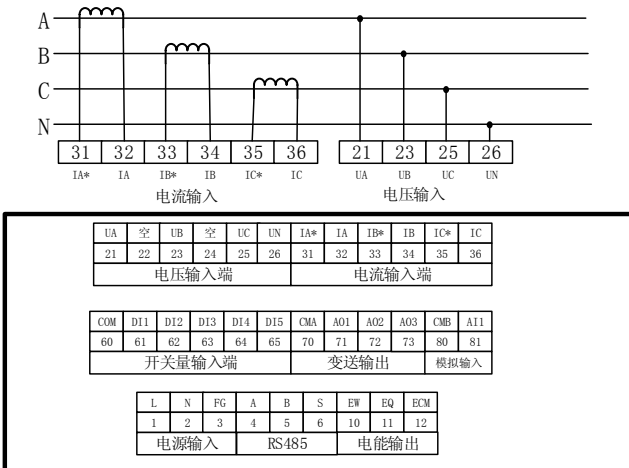 A
B
C
N
31 32 33 34 35 36 21 23 25 26
IA* IA IB* IB IC* IC UA UB UC UN
电流输入 电压输入
UA 空 UB 空 UC UN IA* IA IB* IB IC* IC
21 22 23 24 25 26 31 32 33 34 35 36
电压输入端 电流输入端
COM DI1 DI2 DI3 DI4 DI5 CMA AO1 AO2 AO3 CMB AI1
60 61 62 63 64 65 70 71 72 73 80 81
开关量输入端 变送输出 模拟输入
L N FG A B S EW EQ ECM
1 2 3 4 5 6 10 11 12
电源输入 RS485 电能输出